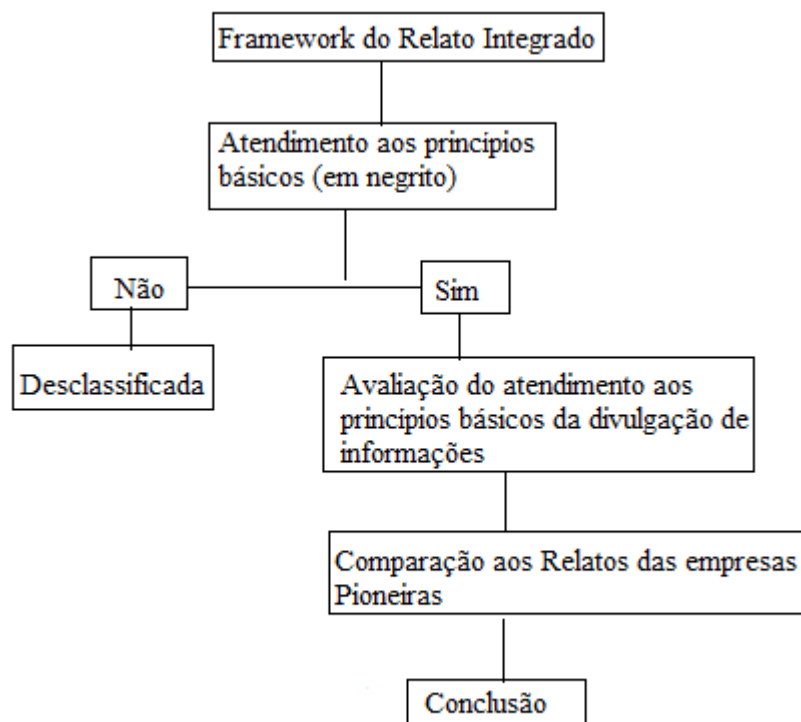 Framework do Relato Integrado
Atendimento aos princípios
básicos (em negrito)
Não
Sim
Desclassificada
Avaliação do atendimento aos
princípios básicos da divulgação de
informações
Comparação aos Relatos das empresas
Pioneiras
Conclusão